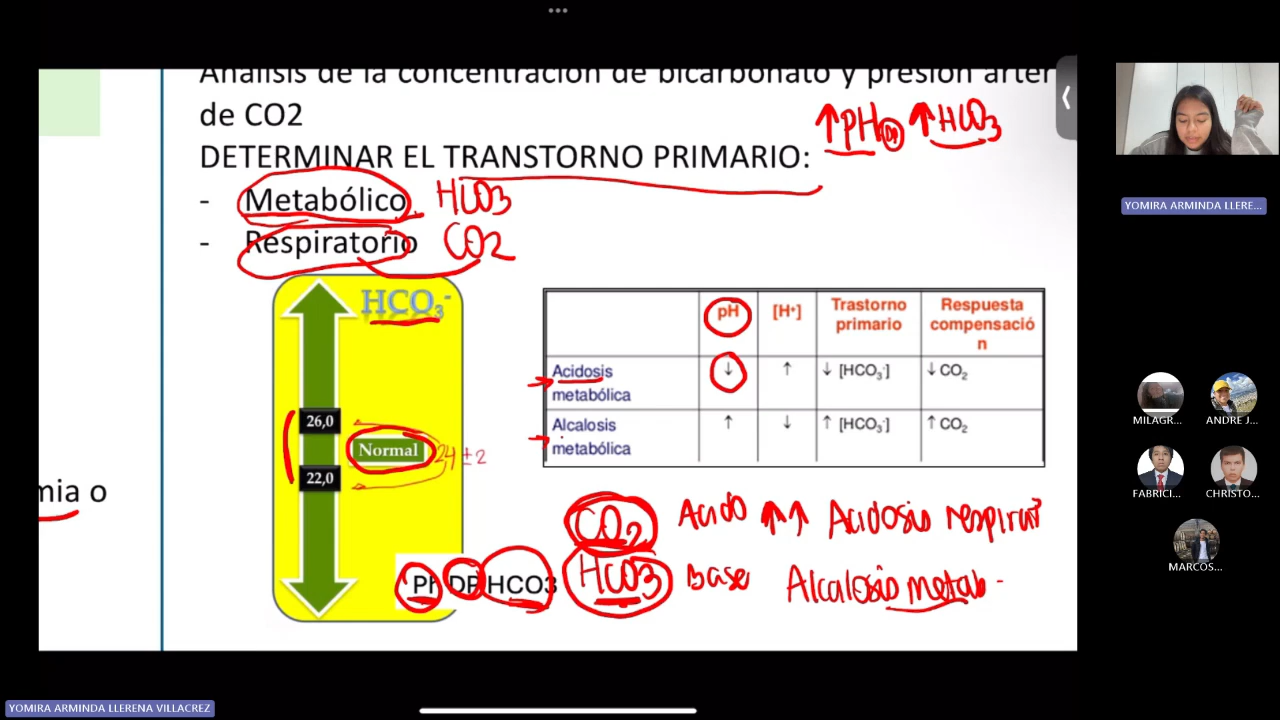 Análisis de la concentración de bicarbonato y presión arter
de CO2
↑PH ↑HCO3
DETERMINAR EL TRANSTORNO PRIMARIO:
- Metabólico HCO3
- Respiratorio CO2
HCO3-
26,0
Normal 24 ± 2
22,0
pH [H+] Trastorno primario Respuesta compensació
n
Acidosis metabólica ↓ ↑ ↓ [HCO3-] ↓ CO2
Alcalosis metabólica ↑ ↓ ↑ [HCO3-] ↑ CO2
mia o
CO2 Acido ↑↑ Acidosis respirat
HCO3 Base Alcalosis metab -
PH DP HCO3
YOMIRA ARMINDA LLERE...
MILAGR...
ANDRE J...
FABRICI...
CHRISTO...
MARCOS...
YOMIRA ARMINDA LLERENA VILLACREZ